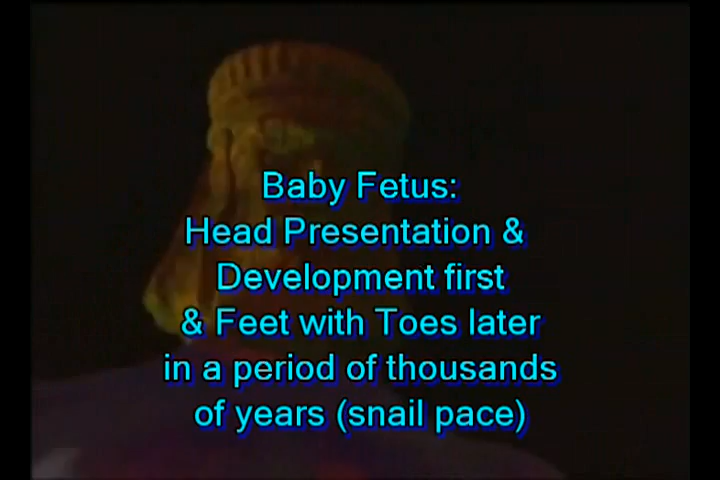 Baby Fetus:
Head Presentation &
Development first
& Feet with Toes later
in a period of thousands
of years (snail pace)